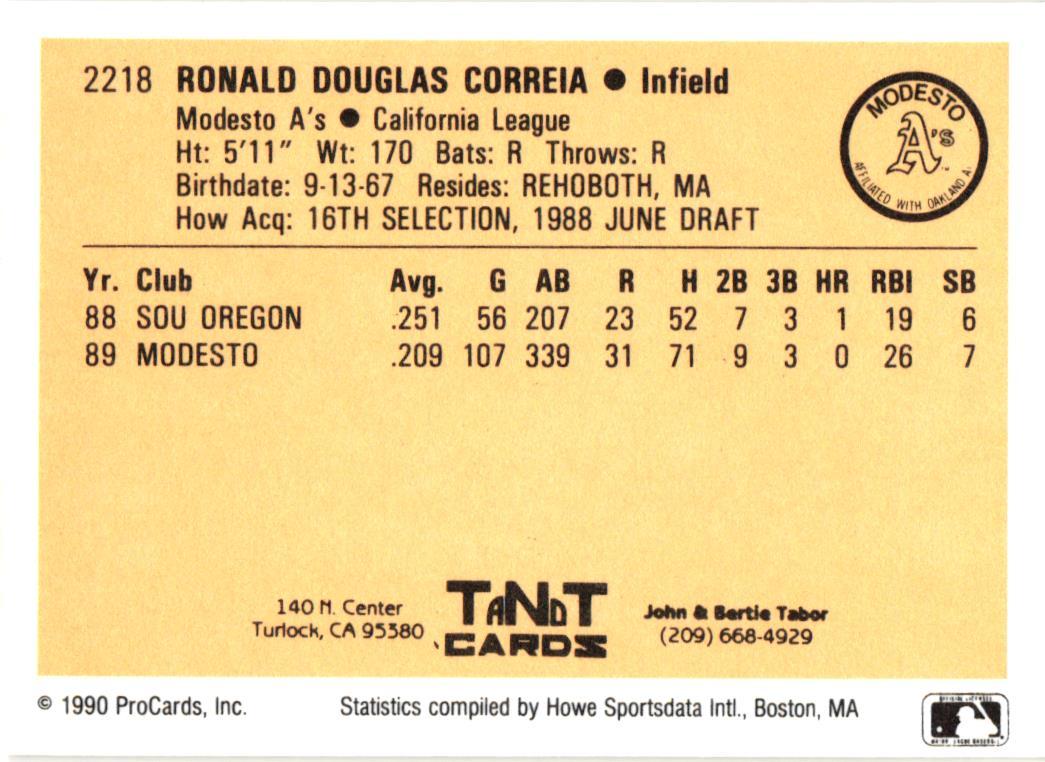 2218 RONALD DOUGLAS CORREIA ● Infield
Modesto A's ● California League
Ht: 5'11" Wt: 170 Bats: R Throws: R
Birthdate: 9-13-67 Resides: REHOBOTH, MA
How Acq: 16TH SELECTION, 1988 JUNE DRAFT
MODESTO
A's
AFFILIATED WITH OAKLAND A'
Yr. Club Avg. G AB R H 2B 3B HR RBI SB
88 SOU OREGON .251 56 207 23 52 7 3 1 19 6
89 MODESTO .209 107 339 31 71 9 3 0 26 7
140 N. Center
Turlock, CA 95380
TANDT
CARDS
John & Bertie Tabor
(209) 668-4929
© 1990 ProCards, Inc. Statistics compiled by Howe Sportsdata Intl., Boston, MA